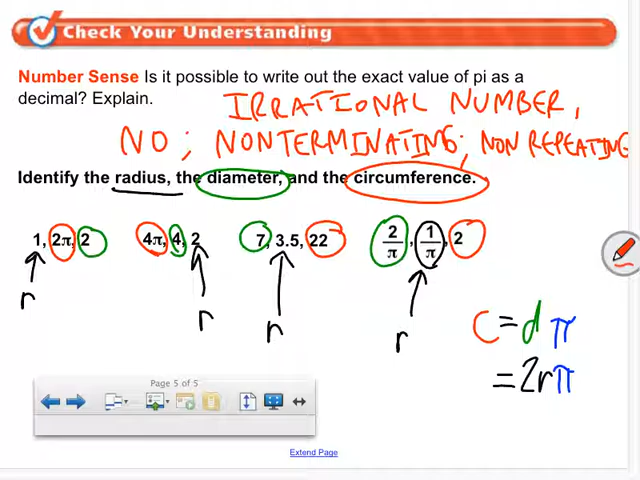 Check Your Understanding
Number Sense Is it possible to write out the exact value of pi as a
decimal? Explain.
IRRATIONAL NUMBER,
NO; NONTERMINATING; NON REPEATING
Identify the radius, the diameter, and the circumference.
1, 2π, 2 4π, 4, 2 7, 3.5, 22 2/π, 1/π, 2
r r r r
C = d π
= 2rπ
Page 5 of 5
Extend Page